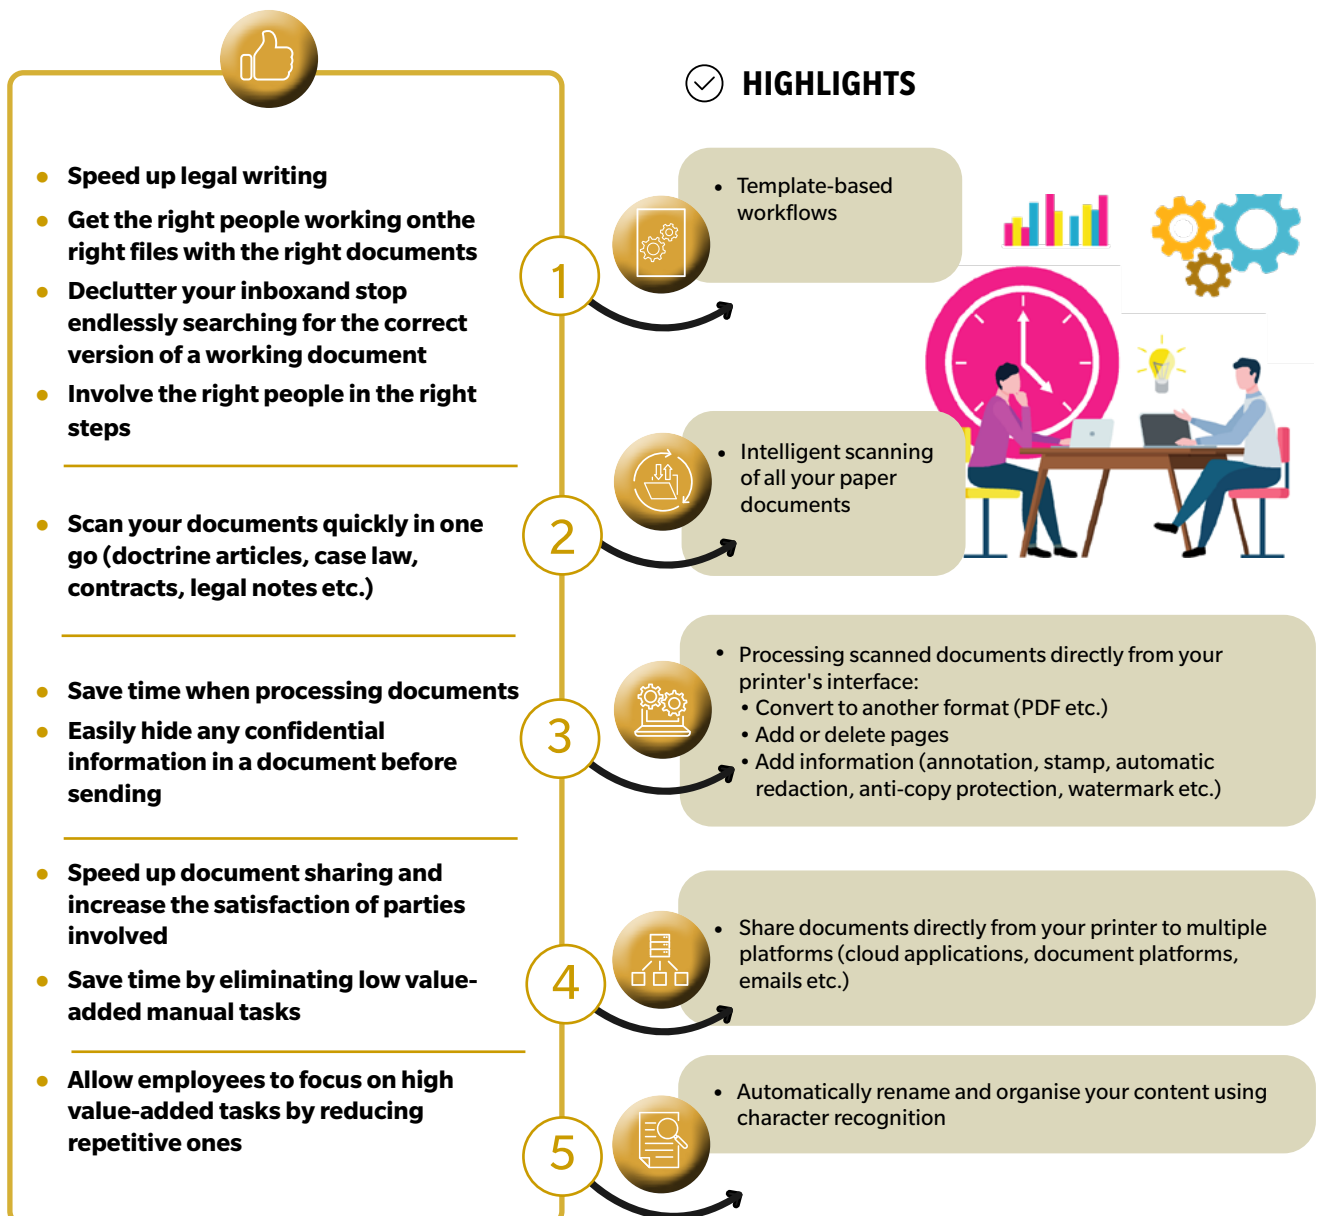 HIGHLIGHTS
• Speed up legal writing
• Get the right people working onthe
right files with the right documents
• Declutter your inboxand stop
endlessly searching for the correct
version of a working document
• Involve the right people in the right
steps
1
• Template-based
workflows
• Scan your documents quickly in one
go (doctrine articles, case law,
contracts, legal notes etc.)
2
• Intelligent scanning
of all your paper
documents
• Save time when processing documents
• Easily hide any confidential
information in a document before
sending
3
• Processing scanned documents directly from your
printer's interface:
• Convert to another format (PDF etc.)
• Add or delete pages
• Add information (annotation, stamp, automatic
redaction, anti-copy protection, watermark etc.)
• Speed up document sharing and
increase the satisfaction of parties
involved
• Save time by eliminating low value-
added manual tasks
4
• Share documents directly from your printer to multiple
platforms (cloud applications, document platforms,
emails etc.)
• Allow employees to focus on high
value-added tasks by reducing
repetitive ones
5
• Automatically rename and organise your content using
character recognition